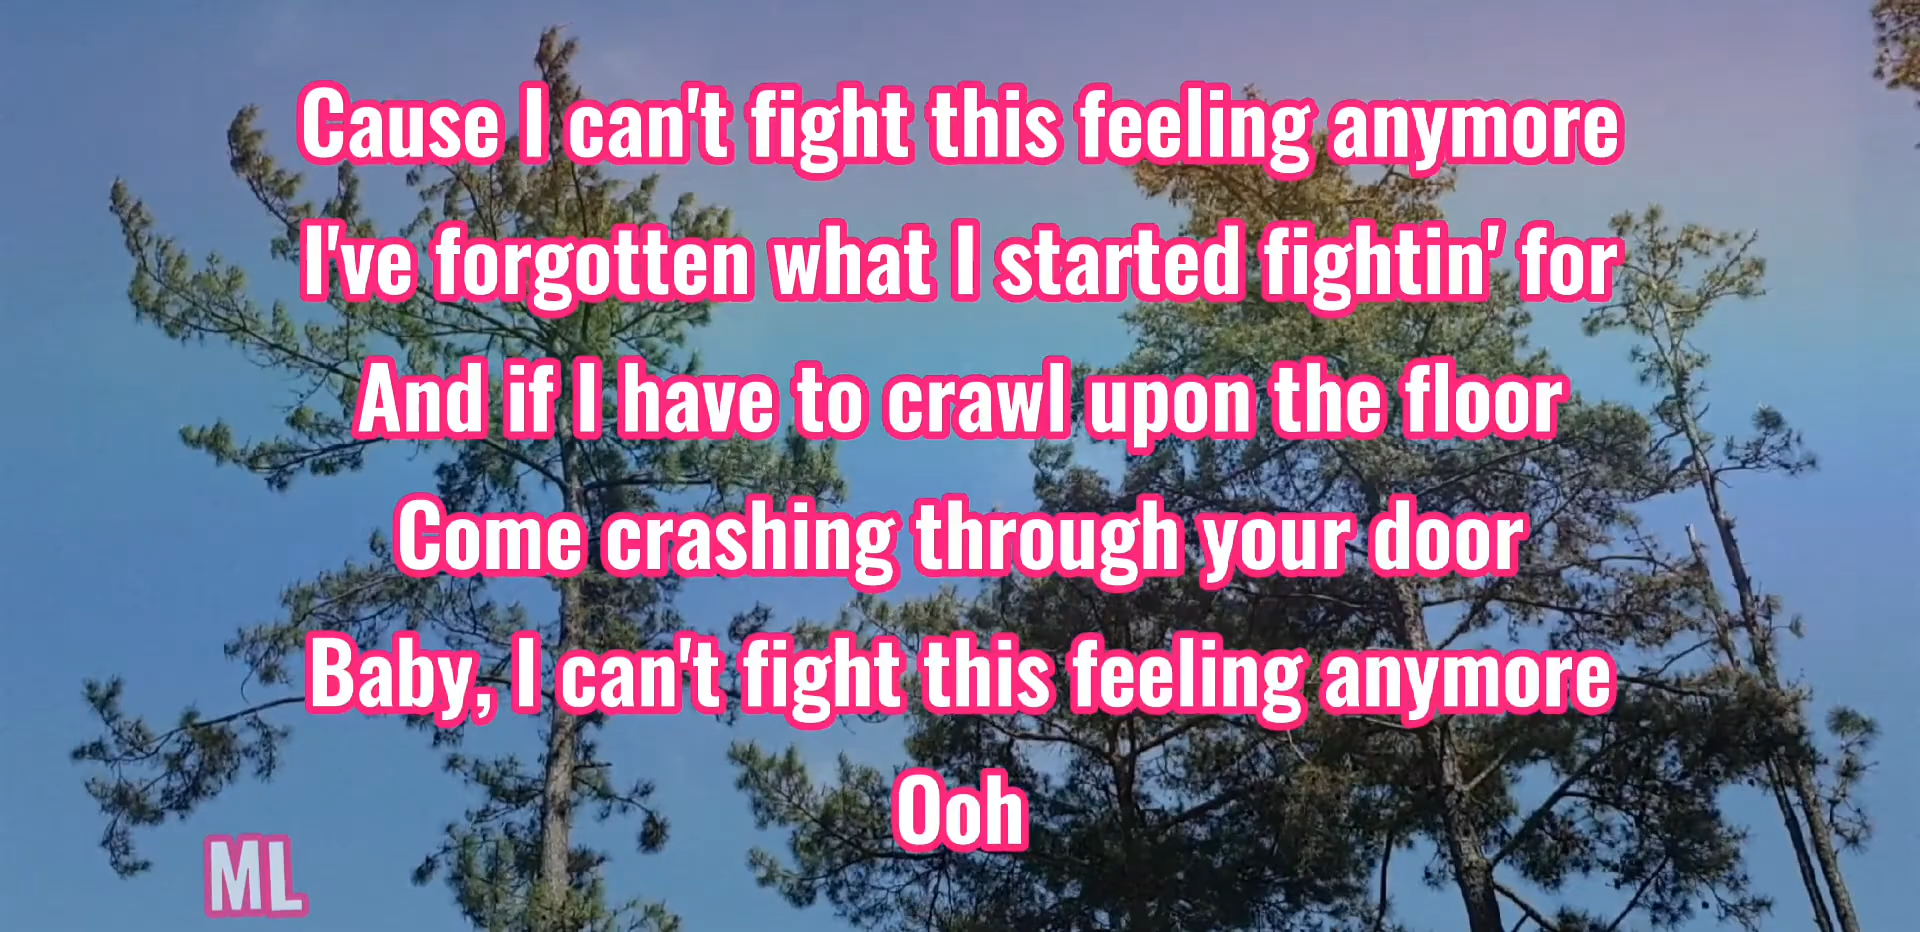 Cause I can't fight this feeling anymore
I've forgotten what I started fightin' for
And if I have to crawl upon the floor
Come crashing through your door
Baby, I can't fight this feeling anymore
Ooh
ML